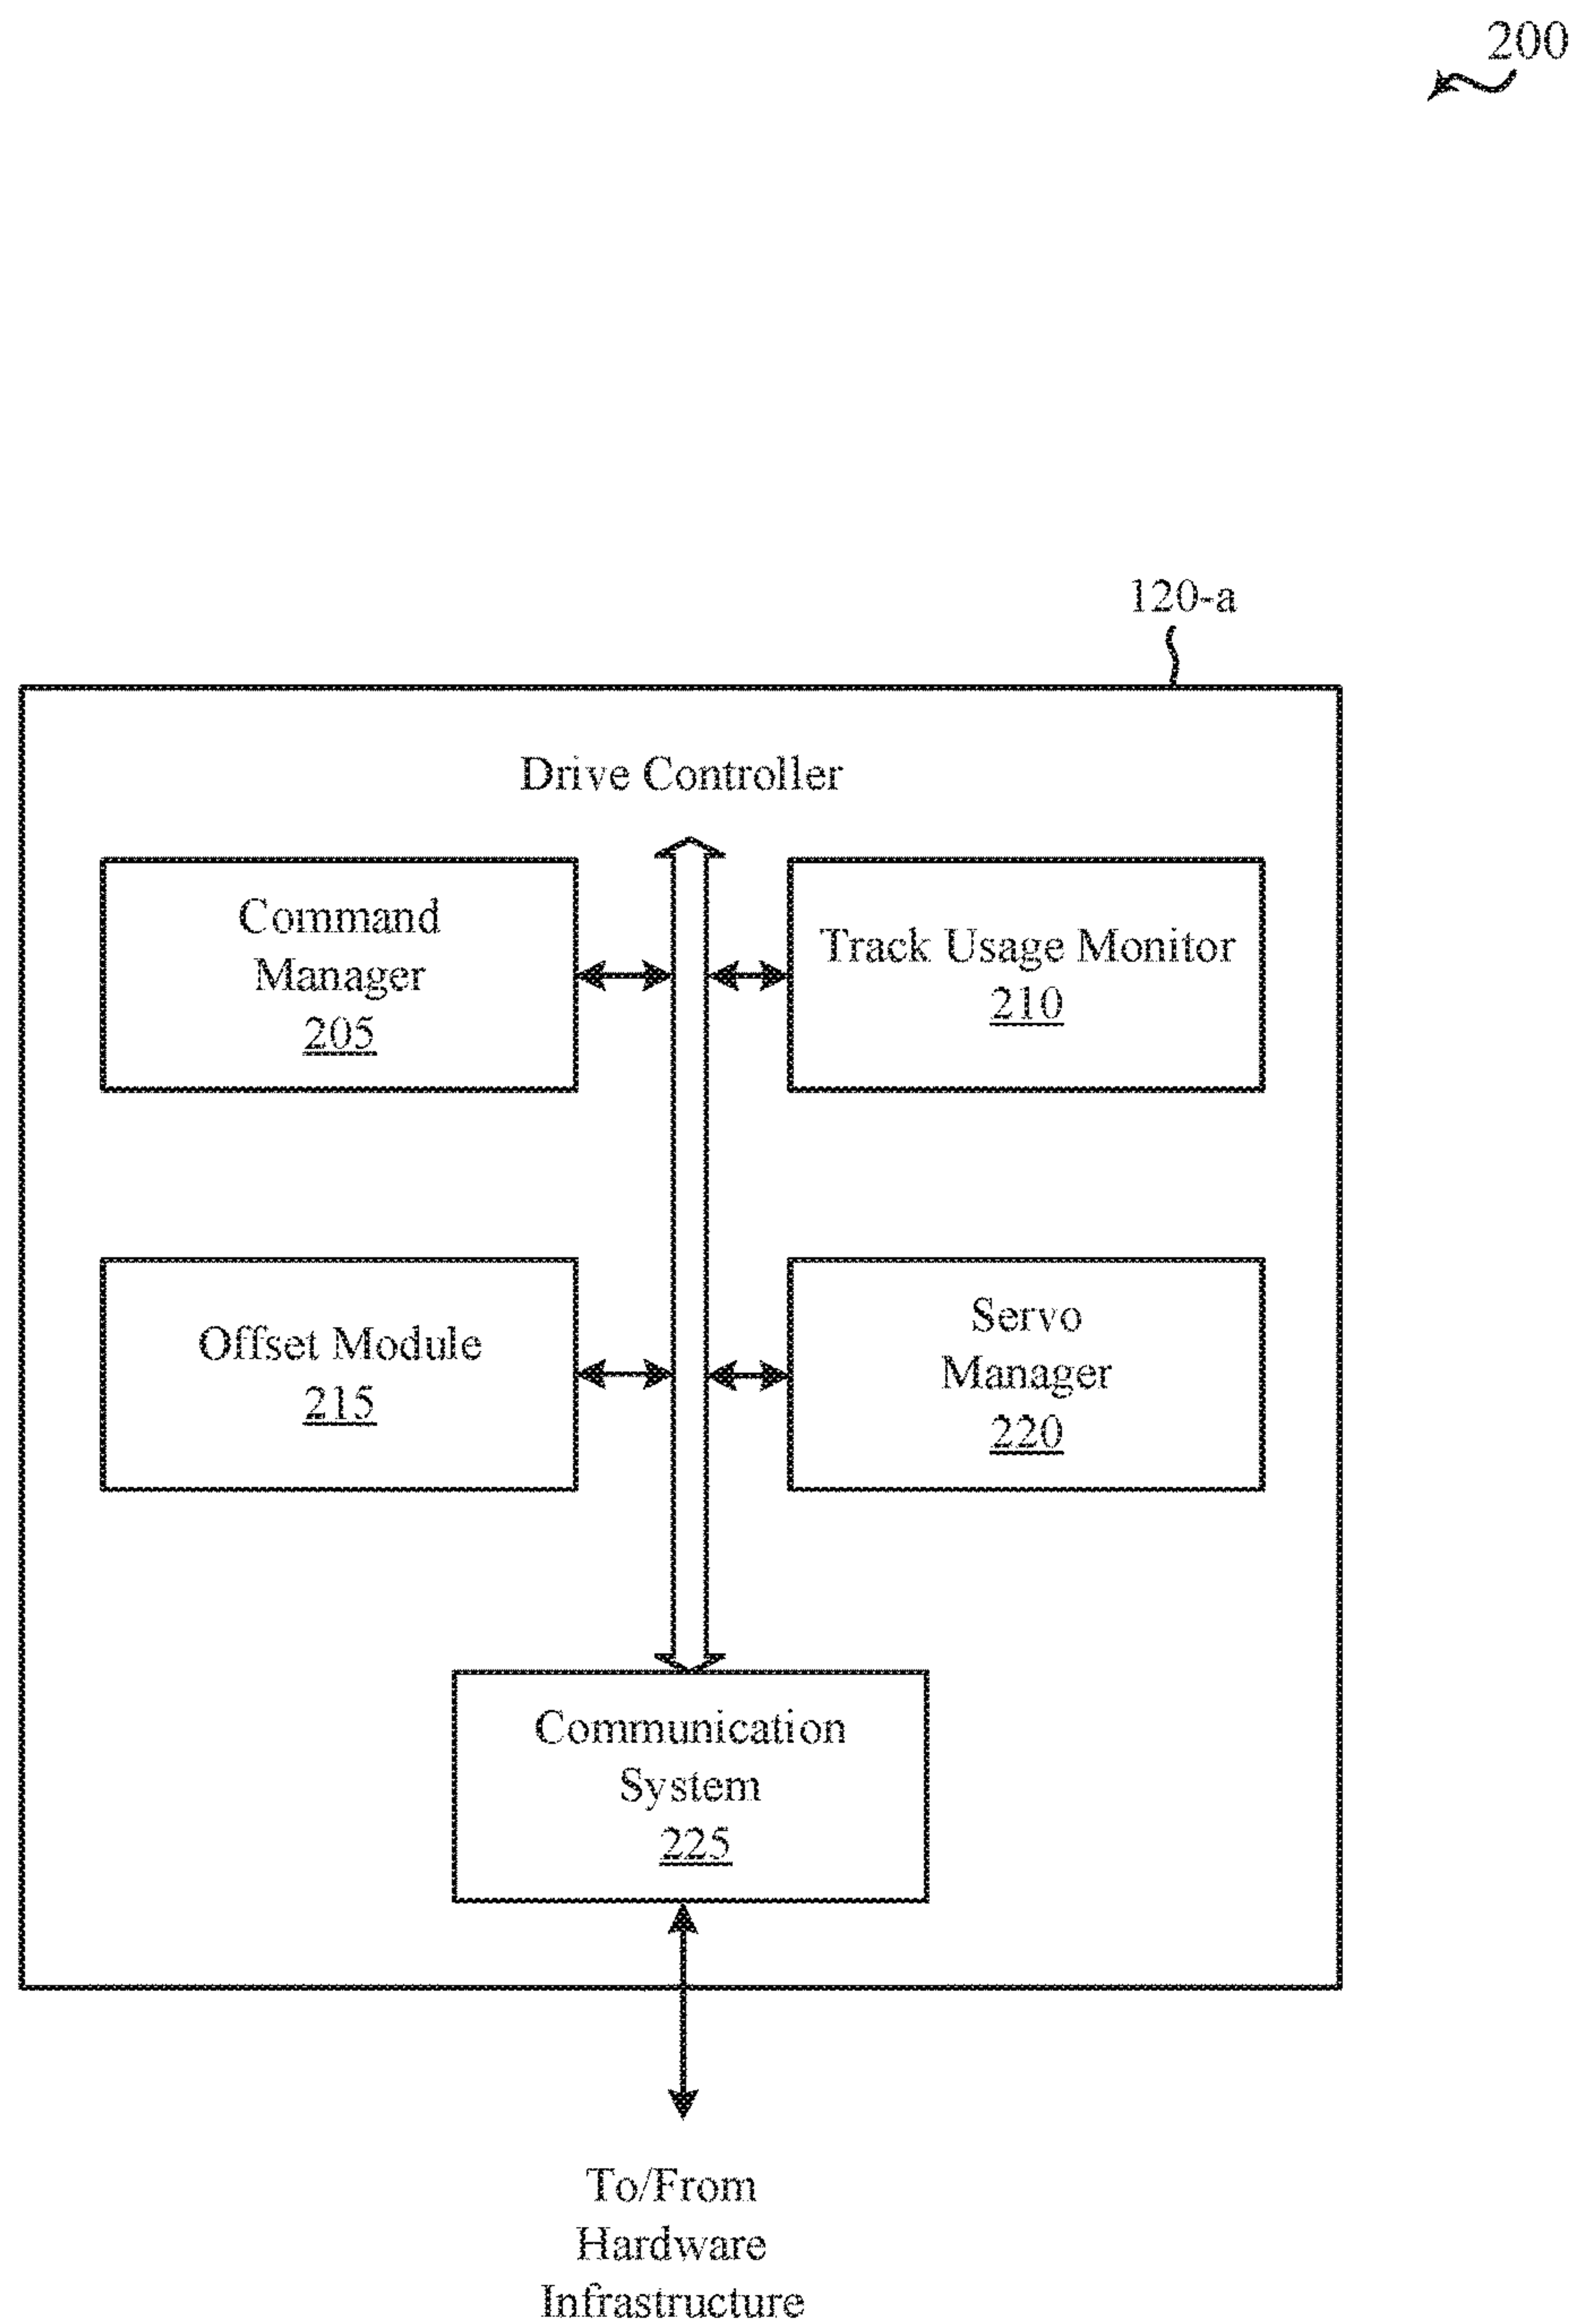 200
120-a
Drive Controller
Command
Manager
205
Track Usage Monitor
210
Offset Module
215
Servo
Manager
220
Communication
System
225
To/From
Hardware
Infrastructure